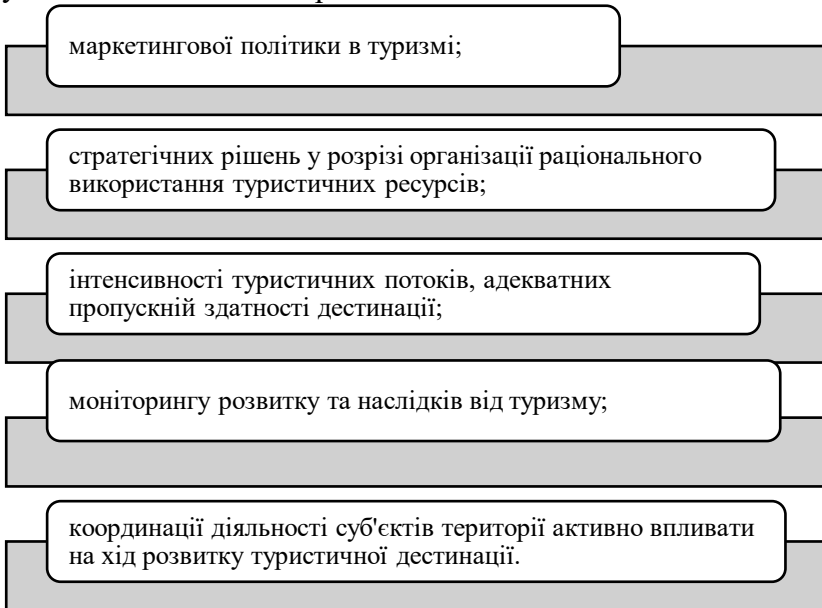 маркетингової політики в туризмі;
стратегічних рішень у розрізі організації раціонального
використання туристичних ресурсів;
інтенсивності туристичних потоків, адекватних
пропускній здатності дестинації;
моніторингу розвитку та наслідків від туризму;
координації діяльності суб'єктів території активно впливати
на хід розвитку туристичної дестинації.